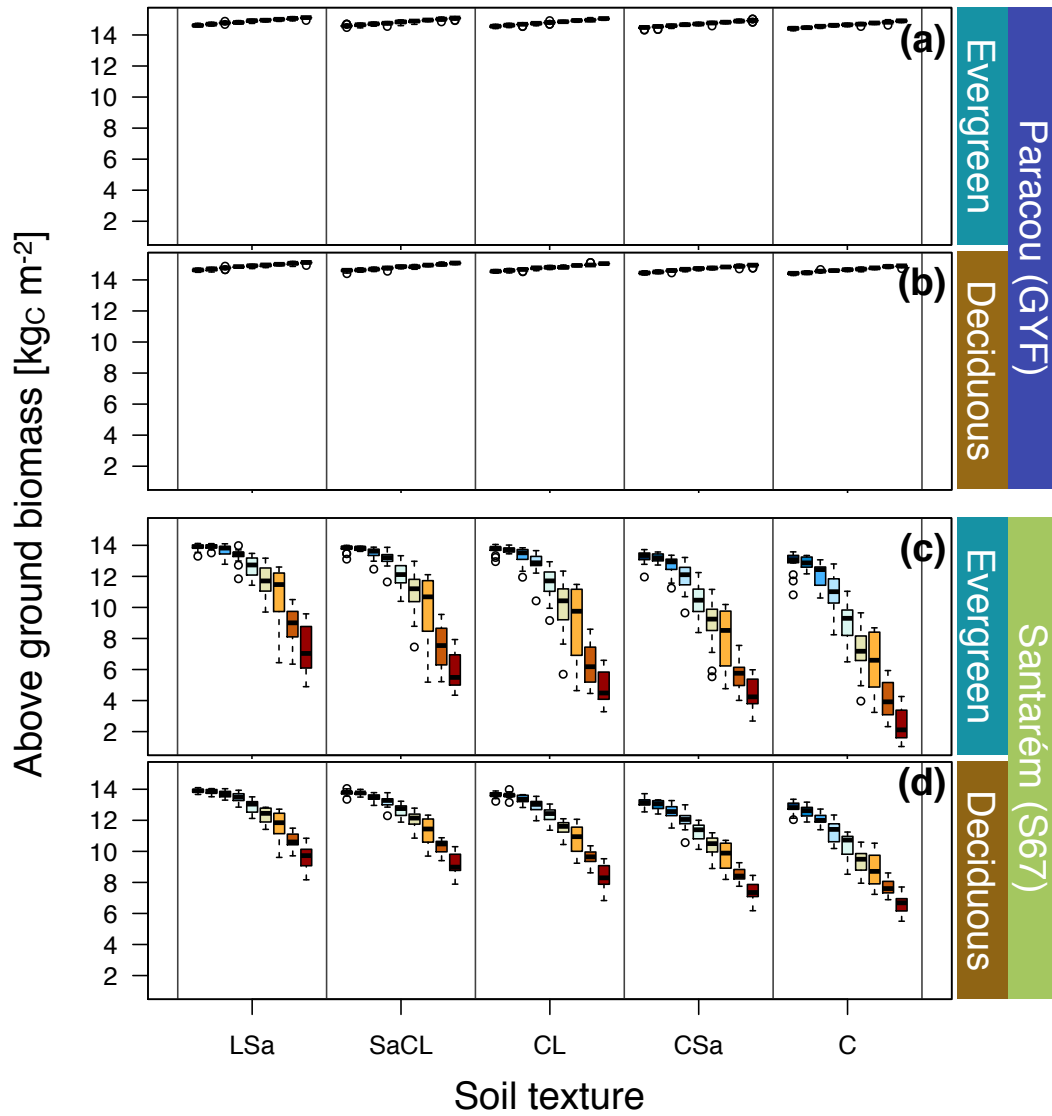 Above ground biomass [kgC m-2]
14
12
10
8
6
4
2
(a)
Evergreen
Paracou (GYF)
14
12
10
8
6
4
2
(b)
Deciduous
14
12
10
8
6
4
2
(c)
Evergreen
Santarém (S67)
14
12
10
8
6
4
2
(d)
Deciduous
LSa SaCL CL CSa C
Soil texture